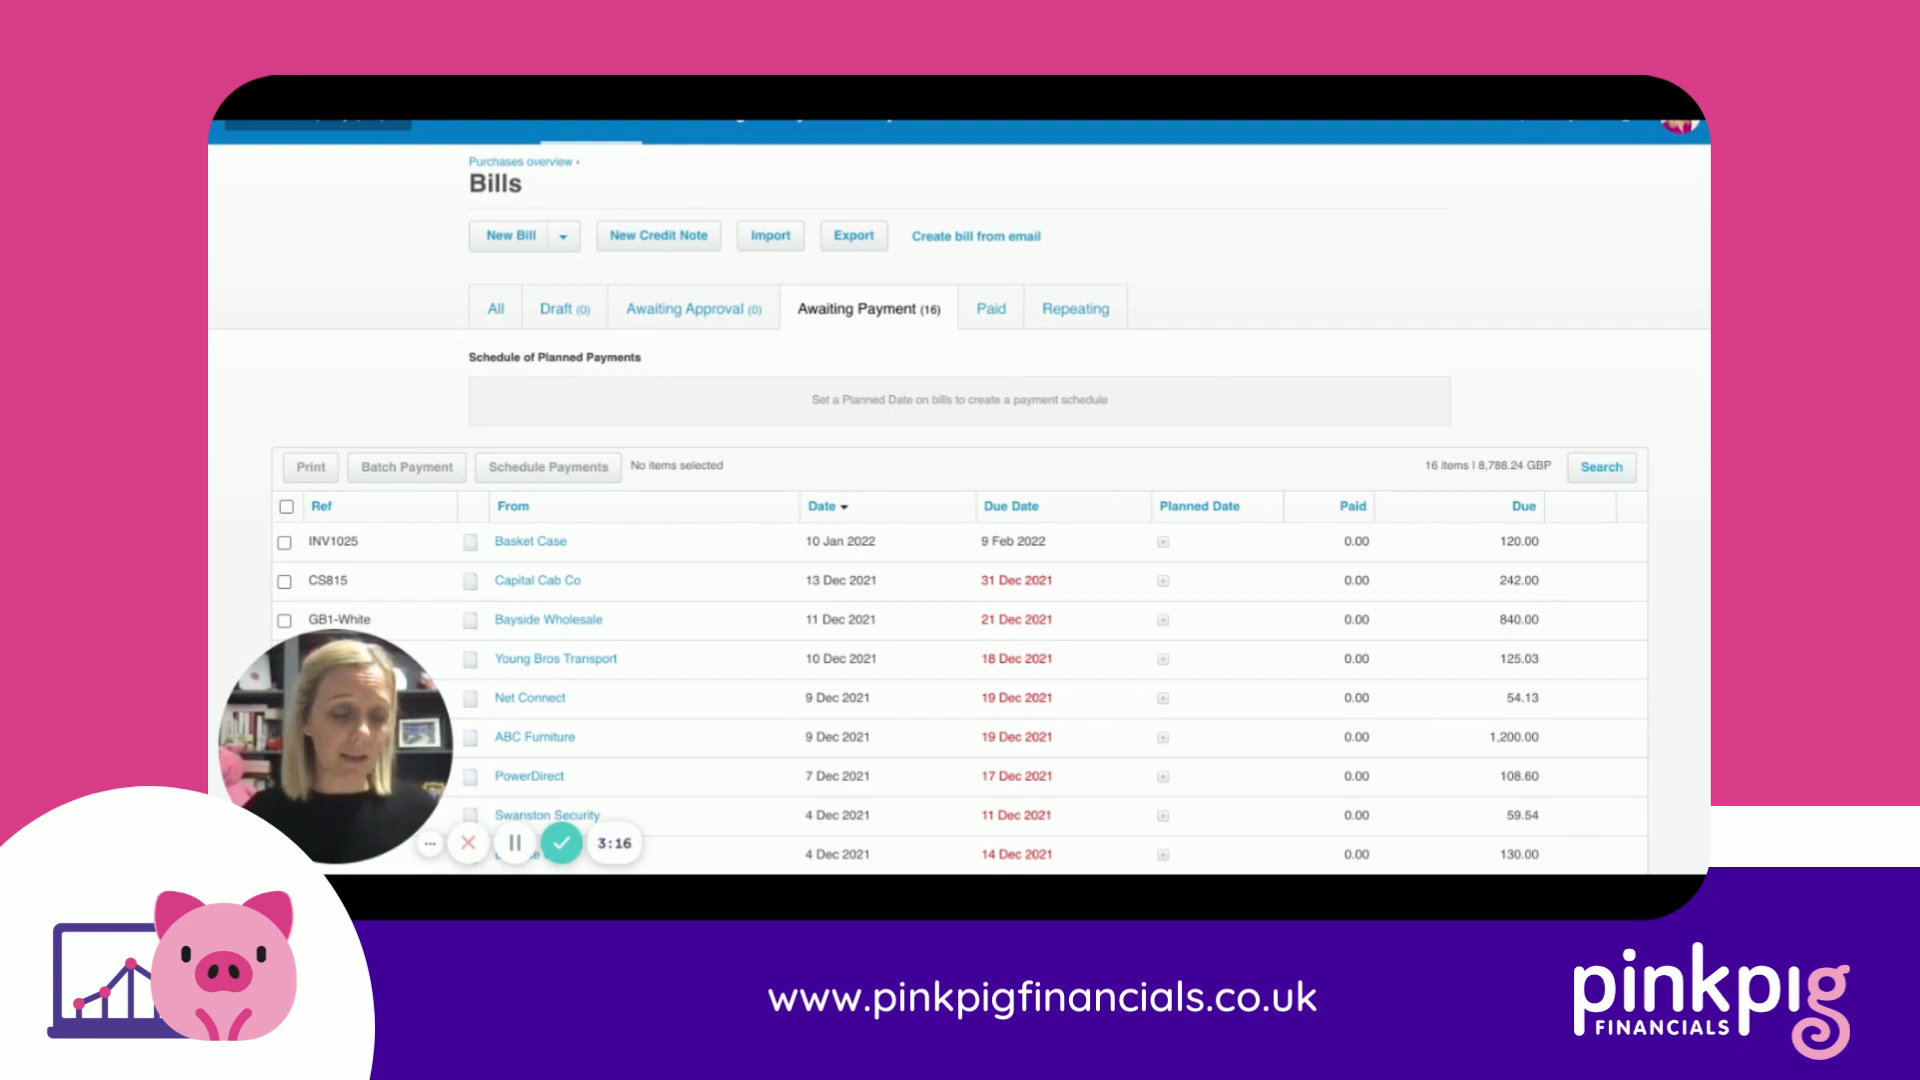 Purchases overview ›
Bills
New Bill
New Credit Note
Import
Export
Create bill from email
All
Draft (0)
Awaiting Approval (0)
Awaiting Payment (16)
Paid
Repeating
Schedule of Planned Payments
Set a Planned Date on bills to create a payment schedule
Print
Batch Payment
Schedule Payments
No items selected
16 items | 8,788.24 GBP
Search
Ref From Date Due Date Planned Date Paid Due
INV1025 Basket Case 10 Jan 2022 9 Feb 2022 0.00 120.00
CS815 Capital Cab Co 13 Dec 2021 31 Dec 2021 0.00 242.00
GB1-White Bayside Wholesale 11 Dec 2021 21 Dec 2021 0.00 840.00
Young Bros Transport 10 Dec 2021 18 Dec 2021 0.00 125.03
Net Connect 9 Dec 2021 19 Dec 2021 0.00 54.13
ABC Furniture 9 Dec 2021 19 Dec 2021 0.00 1,200.00
PowerDirect 7 Dec 2021 17 Dec 2021 0.00 108.60
Swanston Security 4 Dec 2021 11 Dec 2021 0.00 59.54
4 Dec 2021 14 Dec 2021 0.00 130.00
3:16
www.pinkpigfinancials.co.uk
pinkpig
FINANCIALS